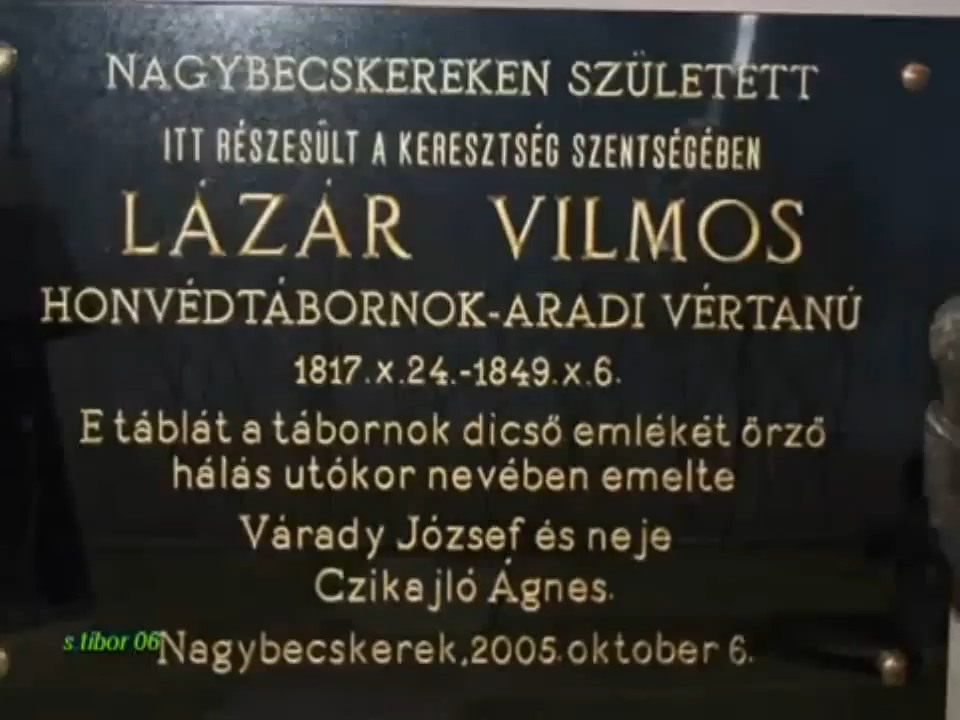 NAGYBECSKEREKEN SZÜLETETT
ITT RÉSZESÜLT A KERESZTSÉG SZENTSÉGÉBEN
LÁZÁR VILMOS
HONVÉDTÁBORNOK-ARADI VÉRTANÚ
1817.X.24.-1849.X.6.
E táblát a tábornok dicső emlékét őrző
hálás utókor nevében emelte
Várady József és neje
Czikajló Ágnes.
s.tibor 06
Nagybecskerek,2005.október 6.